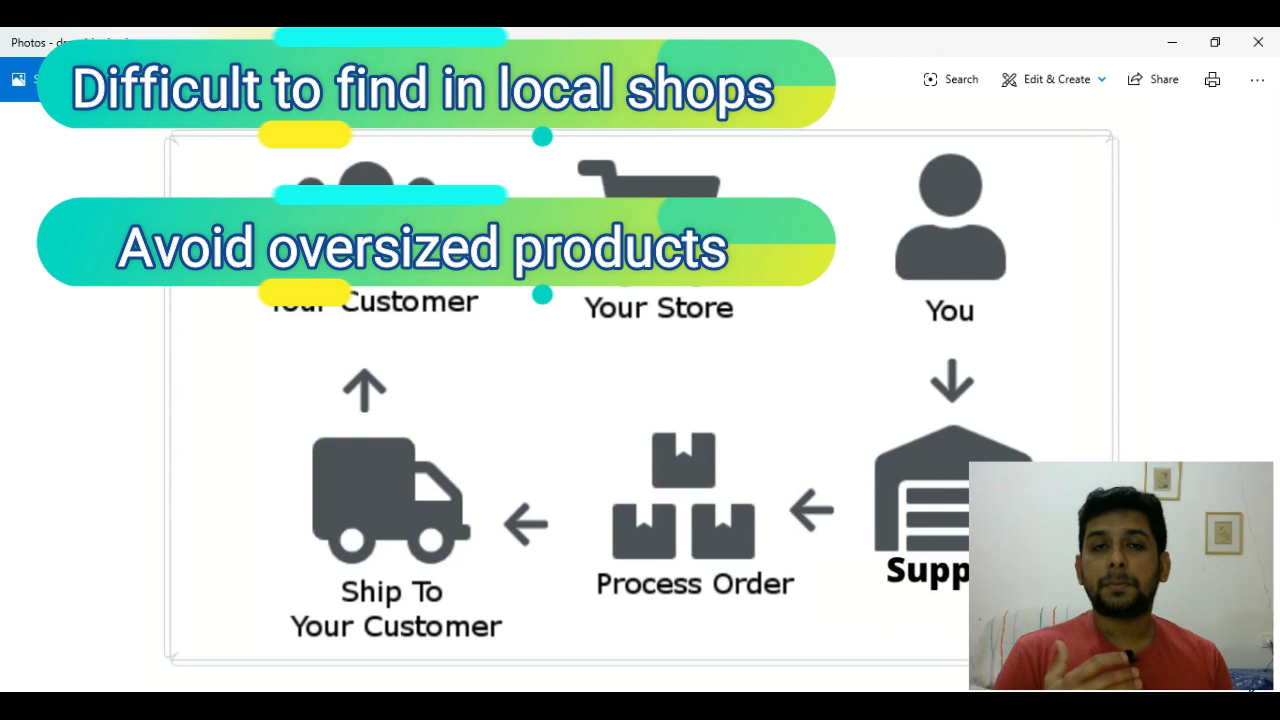 Photos -
Difficult to find in local shops
Search
Edit & Create
Share
Avoid oversized products
Your Customer
Your Store
You
Ship To
Your Customer
Process Order
Supp